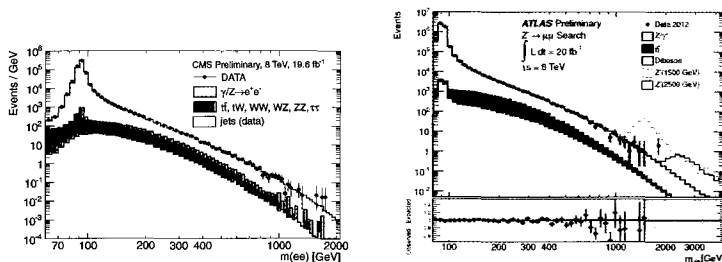 CMS Preliminary, 8 TeV, 19.6 fb⁻¹
DATA
γ/Z→e⁺e⁻
tt̄, tW, WW, WZ, ZZ, ττ
jets (data)
Events / GeV
10⁶
10⁵
10⁴
10³
10²
10
1
10⁻¹
10⁻²
10⁻³
10⁻⁴
70 100 200 300 400 1000 2000
m(ee) [GeV]
Events
ATLAS Preliminary
Z' → μμ Search
∫ L dt = 20 fb⁻¹
√s = 8 TeV
Data 2012
Z/γ*
tt̄
Diboson
Z'(1500 GeV)
Z'(2500 GeV)
10⁷
10⁶
10⁵
10⁴
10³
10²
10
1
10⁻¹
10⁻²
Observed Expected
100 200 300 400 1000 2000 3000
[GeV]